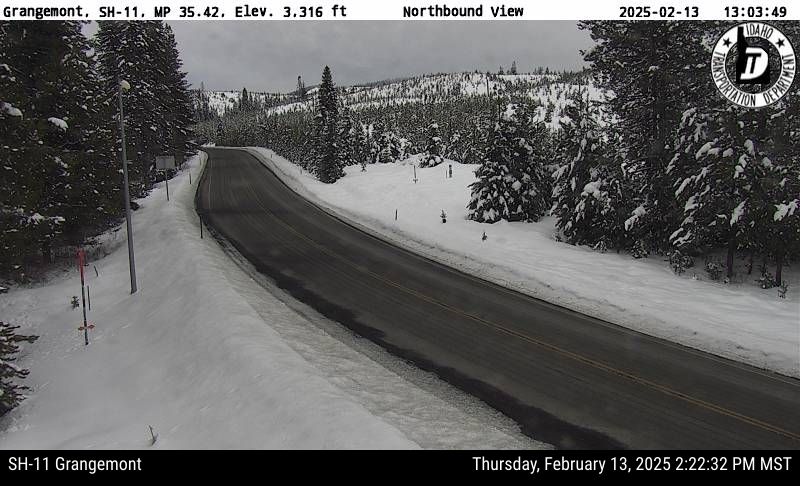 Grangemont, SH-11, MP 35.42, Elev. 3,316 ft Northbound View 2025-02-13 13:03:49
IDAHO
TRANSPORTATION DEPARTMENT
SH-11 Grangemont Thursday, February 13, 2025 2:22:32 PM MST